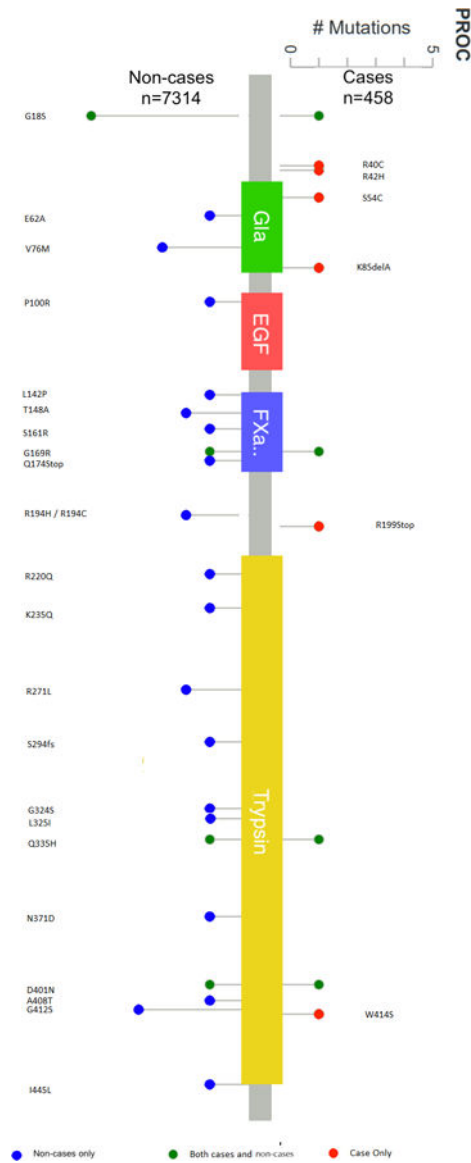 PROC
# Mutations
0 5
Non-cases
n=7314
Cases
n=458
G18S
R40C
R42H
S54C
E62A
V76M
K85delA
P100R
L142P
T148A
S161R
G169R
Q174Stop
R194H / R194C
R199Stop
R220Q
K235Q
R271L
S294fs
G324S
L325I
Q335H
N371D
D401N
A408T
G412S
W414S
I445L
Gla
EGF
FXa..
Trypsin
Non-cases only
Both cases and non-cases
Case Only